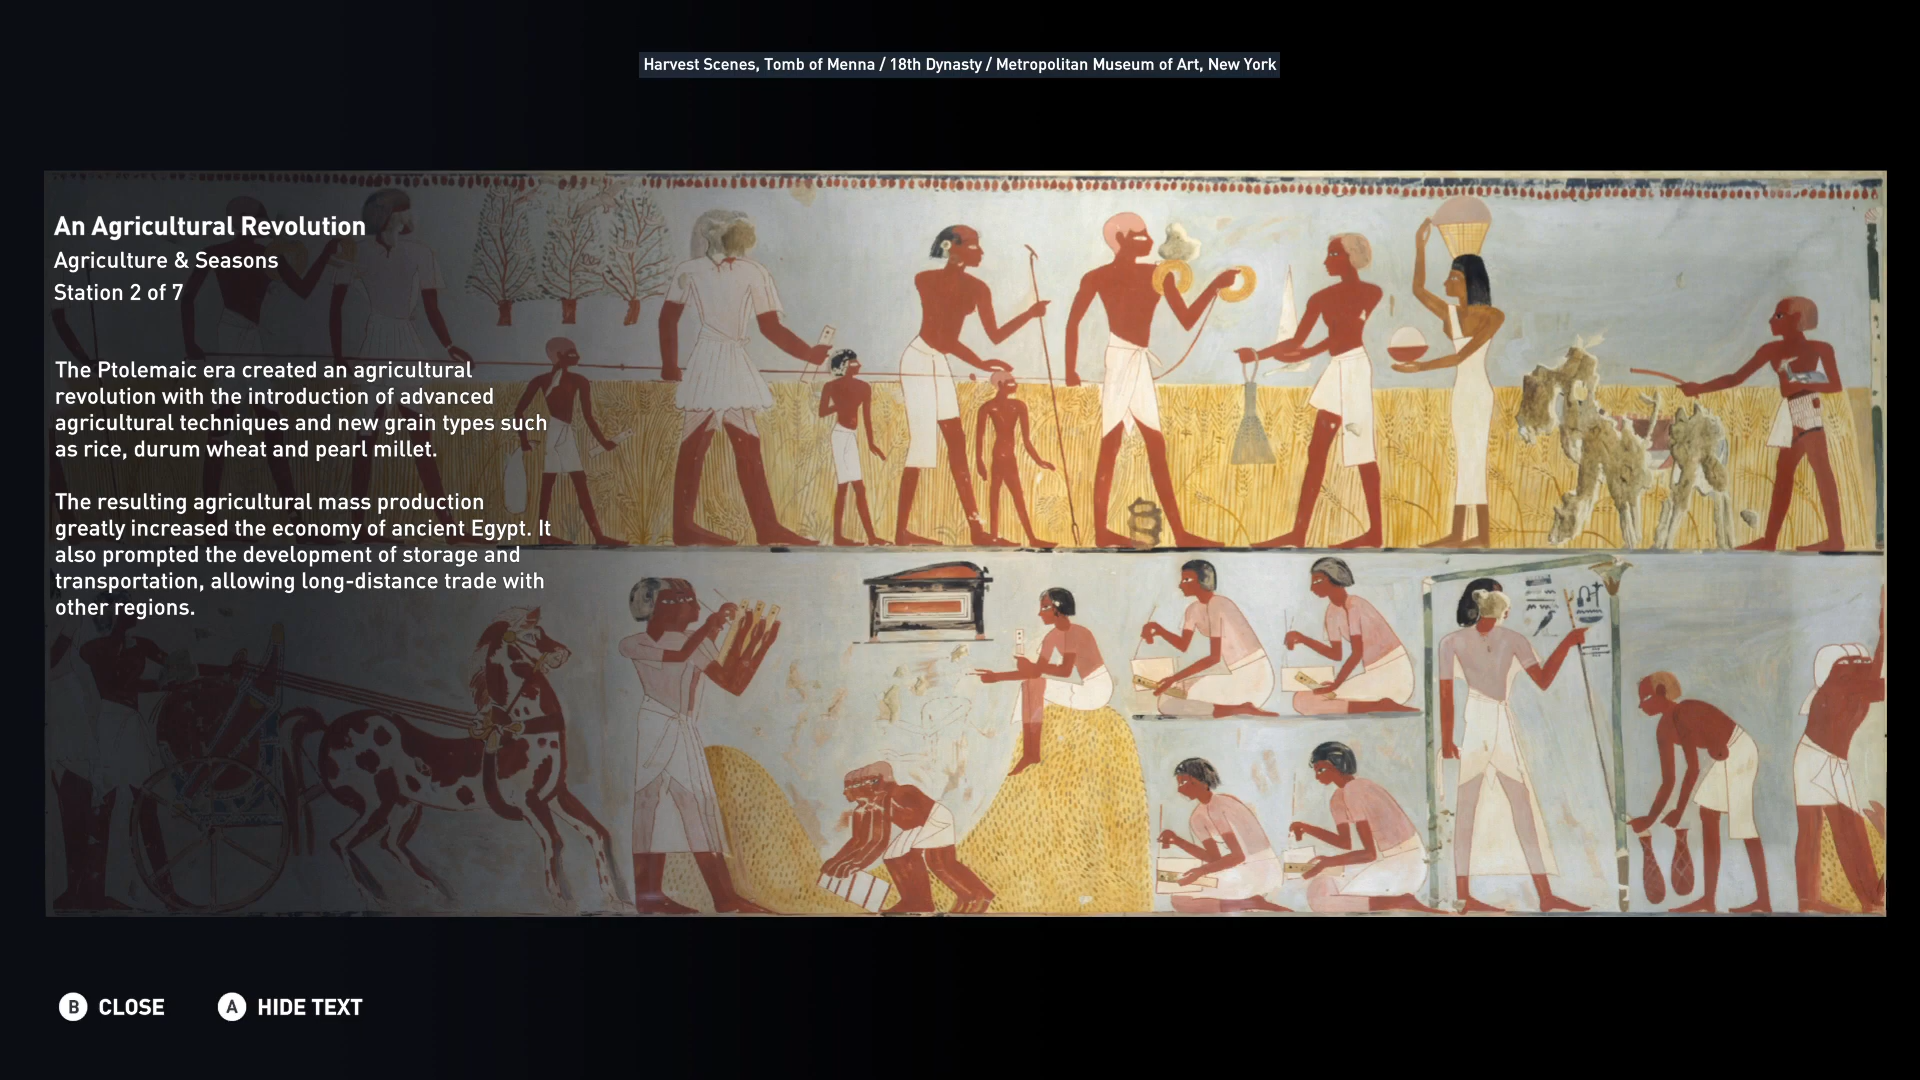 Harvest Scenes, Tomb of Menna / 18th Dynasty / Metropolitan Museum of Art, New York
An Agricultural Revolution
Agriculture & Seasons
Station 2 of 7
The Ptolemaic era created an agricultural
revolution with the introduction of advanced
agricultural techniques and new grain types such
as rice, durum wheat and pearl millet.
The resulting agricultural mass production
greatly increased the economy of ancient Egypt. It
also prompted the development of storage and
transportation, allowing long-distance trade with
other regions.
B CLOSE A HIDE TEXT